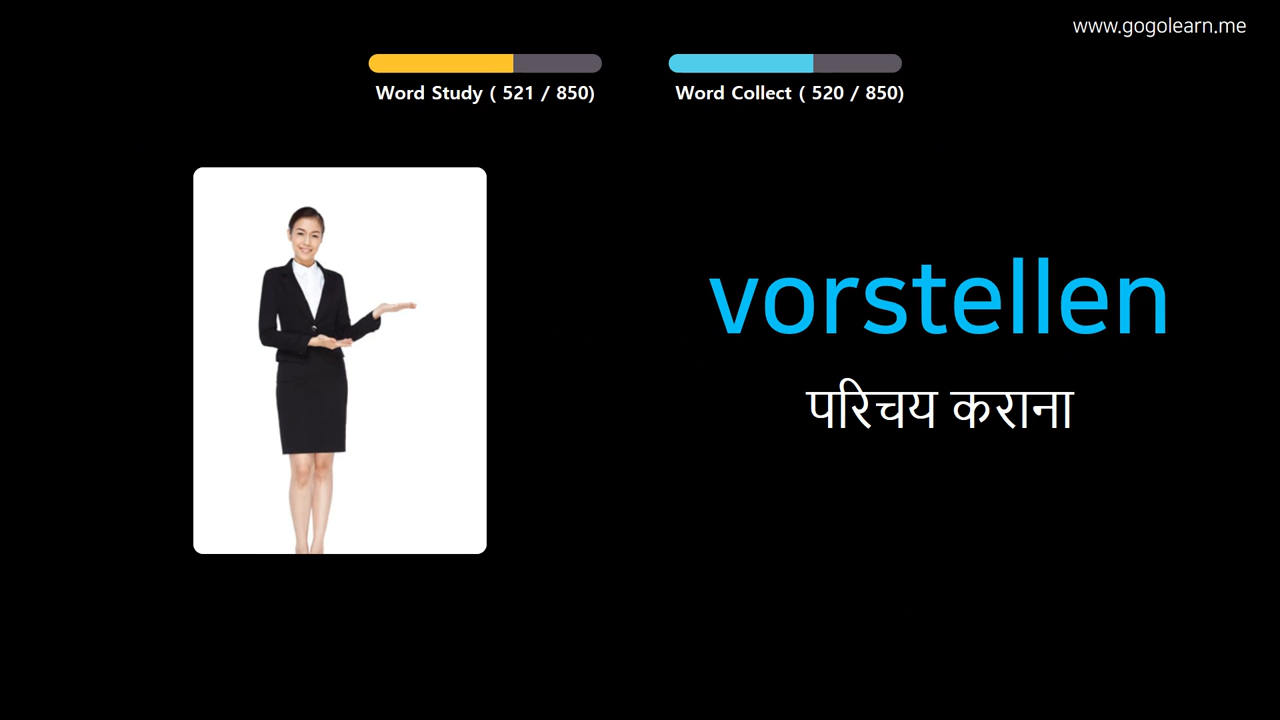 www.gogolearn.me
Word Study ( 521 / 850)
Word Collect ( 520 / 850)
vorstellen
परिचय कराना